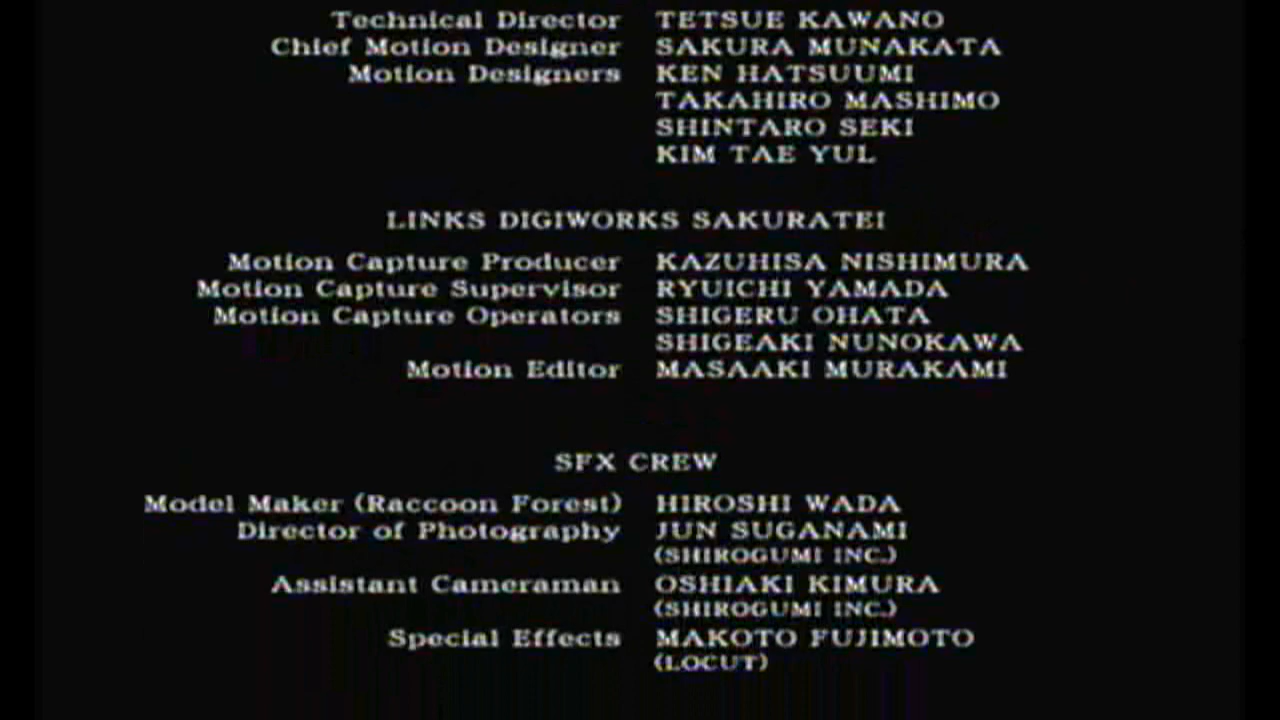 Technical Director TETSUE KAWANO
Chief Motion Designer SAKURA MUNAKATA
Motion Designers KEN HATSUUMI
TAKAHIRO MASHIMO
SHINTARO SEKI
KIM TAE YUL
LINKS DIGIWORKS SAKURATEI
Motion Capture Producer KAZUHISA NISHIMURA
Motion Capture Supervisor RYUICHI YAMADA
Motion Capture Operators SHIGERU OHATA
SHIGEAKI NUNOKAWA
Motion Editor MASAAKI MURAKAMI
SFX CREW
Model Maker (Raccoon Forest) HIROSHI WADA
Director of Photography JUN SUGANAMI
(SHIROGUMI INC.)
Assistant Cameraman OSHIAKI KIMURA
(SHIROGUMI INC.)
Special Effects MAKOTO FUJIMOTO
(LOCUT)